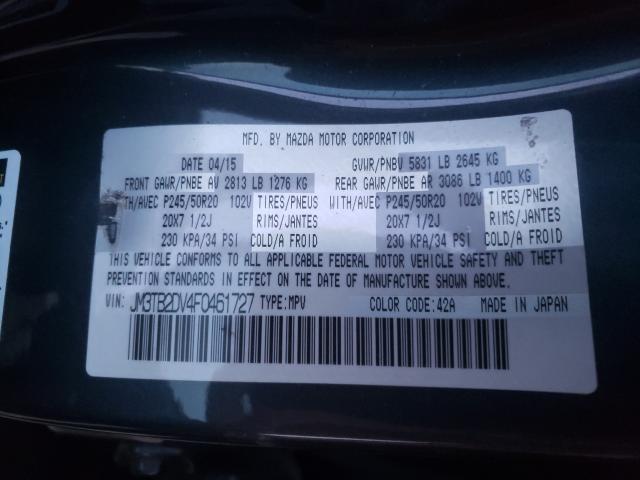 MFD. BY MAZDA MOTOR CORPORATION
DATE 04/15 GVWR/PNBV 5831 LB 2645 KG
FRONT GAWR/PNBE AV 2813 LB 1276 KG REAR GAWR/PNBE AR 3086 LB 1400 KG
WITH/AVEC P245/50R20 102V TIRES/PNEUS WITH/AVEC P245/50R20 102V TIRES/PNEUS
20X7 1/2J RIMS/JANTES 20X7 1/2J RIMS/JANTES
230 KPA/34 PSI COLD/A FROID 230 KPA/34 PSI COLD/A FROID
THIS VEHICLE CONFORMS TO ALL APPLICABLE FEDERAL MOTOR VEHICLE SAFETY AND THEFT
PREVENTION STANDARDS IN EFFECT ON THE DATE OF MANUFACTURE SHOWN ABOVE.
VIN: JM3TB2DV4F0461727 TYPE:MPV COLOR CODE:42A MADE IN JAPAN